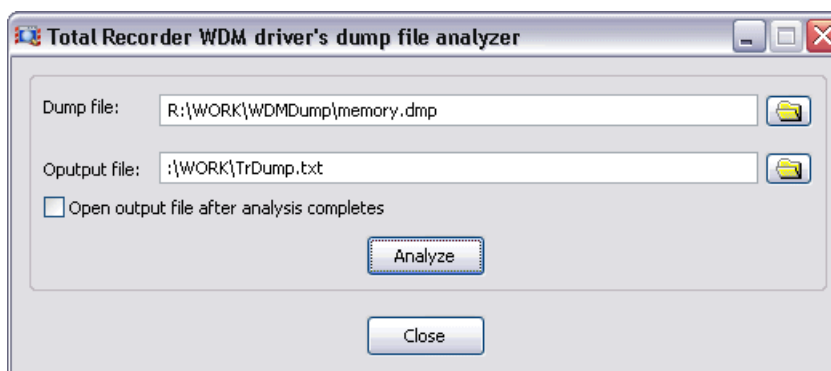 Total Recorder WDM driver's dump file analyzer
Dump file: R:\WORK\WDMDump\memory.dmp
Oputput file: :\WORK\TrDump.txt
Open output file after analysis completes
Analyze
Close